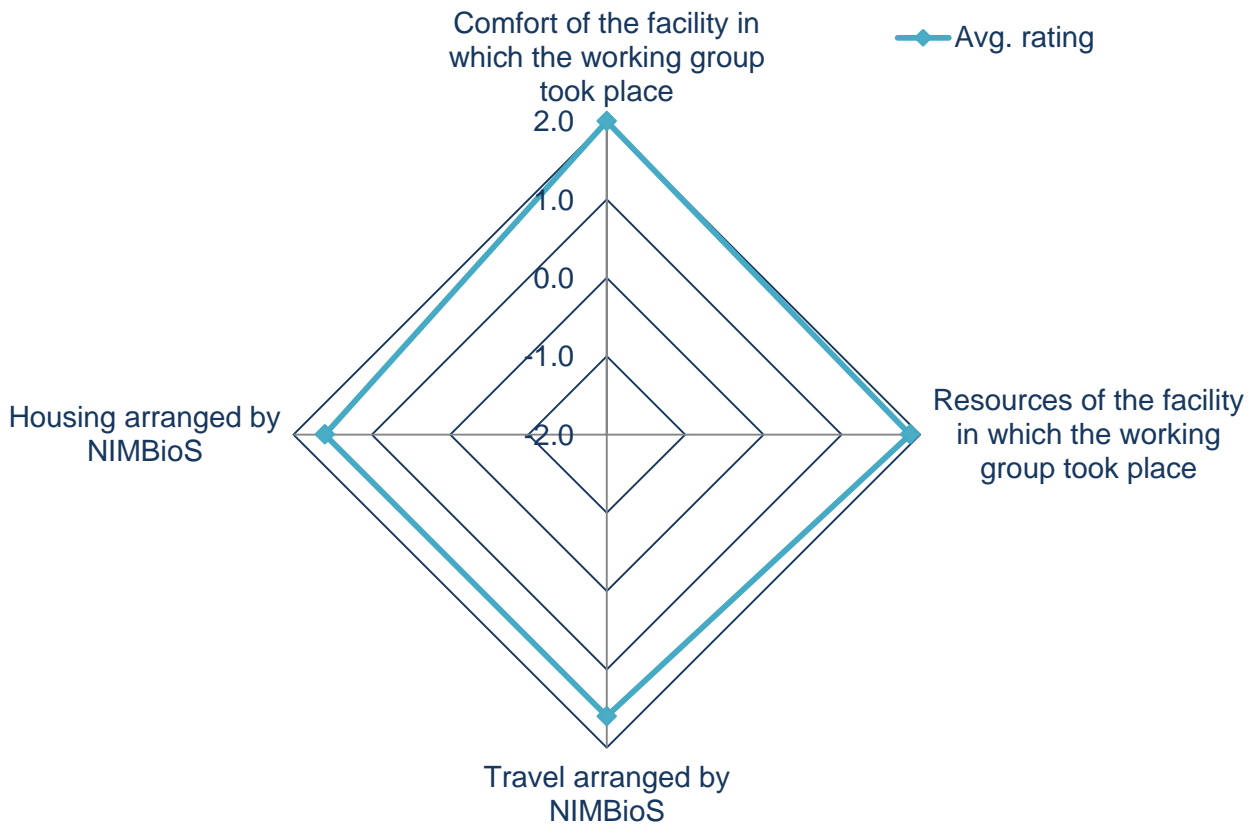 Comfort of the facility in
which the working group
took place
Avg. rating
2.0
1.0
0.0
-1.0
-2.0
Housing arranged by
NIMBioS
Resources of the facility
in which the working
group took place
Travel arranged by
NIMBioS